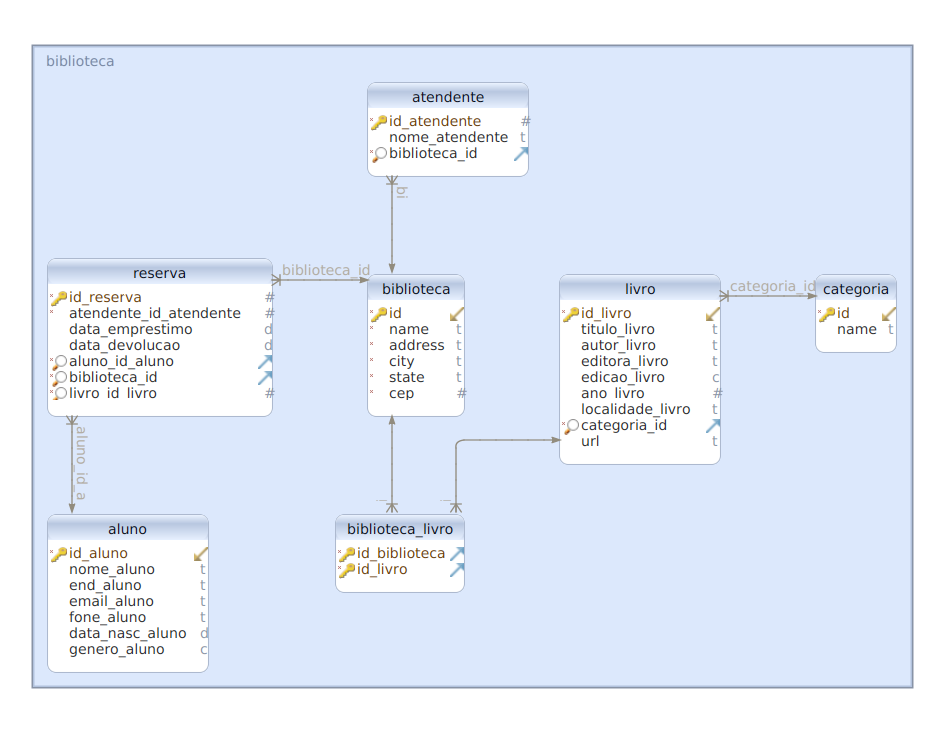 biblioteca
atendente
id_atendente #
nome_atendente t
biblioteca_id
bi
reserva
id_reserva #
atendente_id_atendente #
data_emprestimo d
data_devolucao d
aluno_id_aluno
biblioteca_id
livro_id_livro #
biblioteca_id
biblioteca
id
name t
address t
city t
state t
cep #
livro
id_livro
titulo_livro t
autor_livro t
editora_livro t
edicao_livro c
ano_livro #
localidade_livro t
categoria_id
url t
categoria_id
categoria
id
name t
aluno_id_a
aluno
id_aluno
nome_aluno t
end_aluno t
email_aluno t
fone_aluno t
data_nasc_aluno d
genero_aluno c
biblioteca_livro
id_biblioteca
id_livro